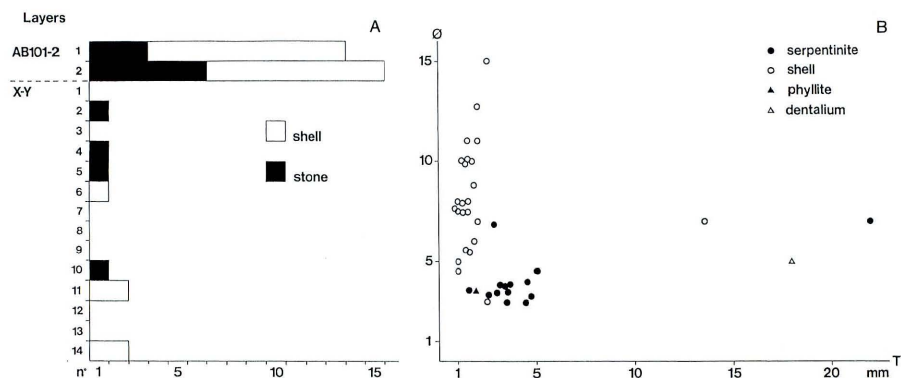 Layers
A
AB101-2
1
2
X-Y
1
2
3
4
5
6
7
8
9
10
11
12
13
14
shell
stone
n° 1 5 10 15
B
Ø
15
10
5
1
serpentinite
shell
phyllite
dentalium
T
1 5 10 15 20 mm